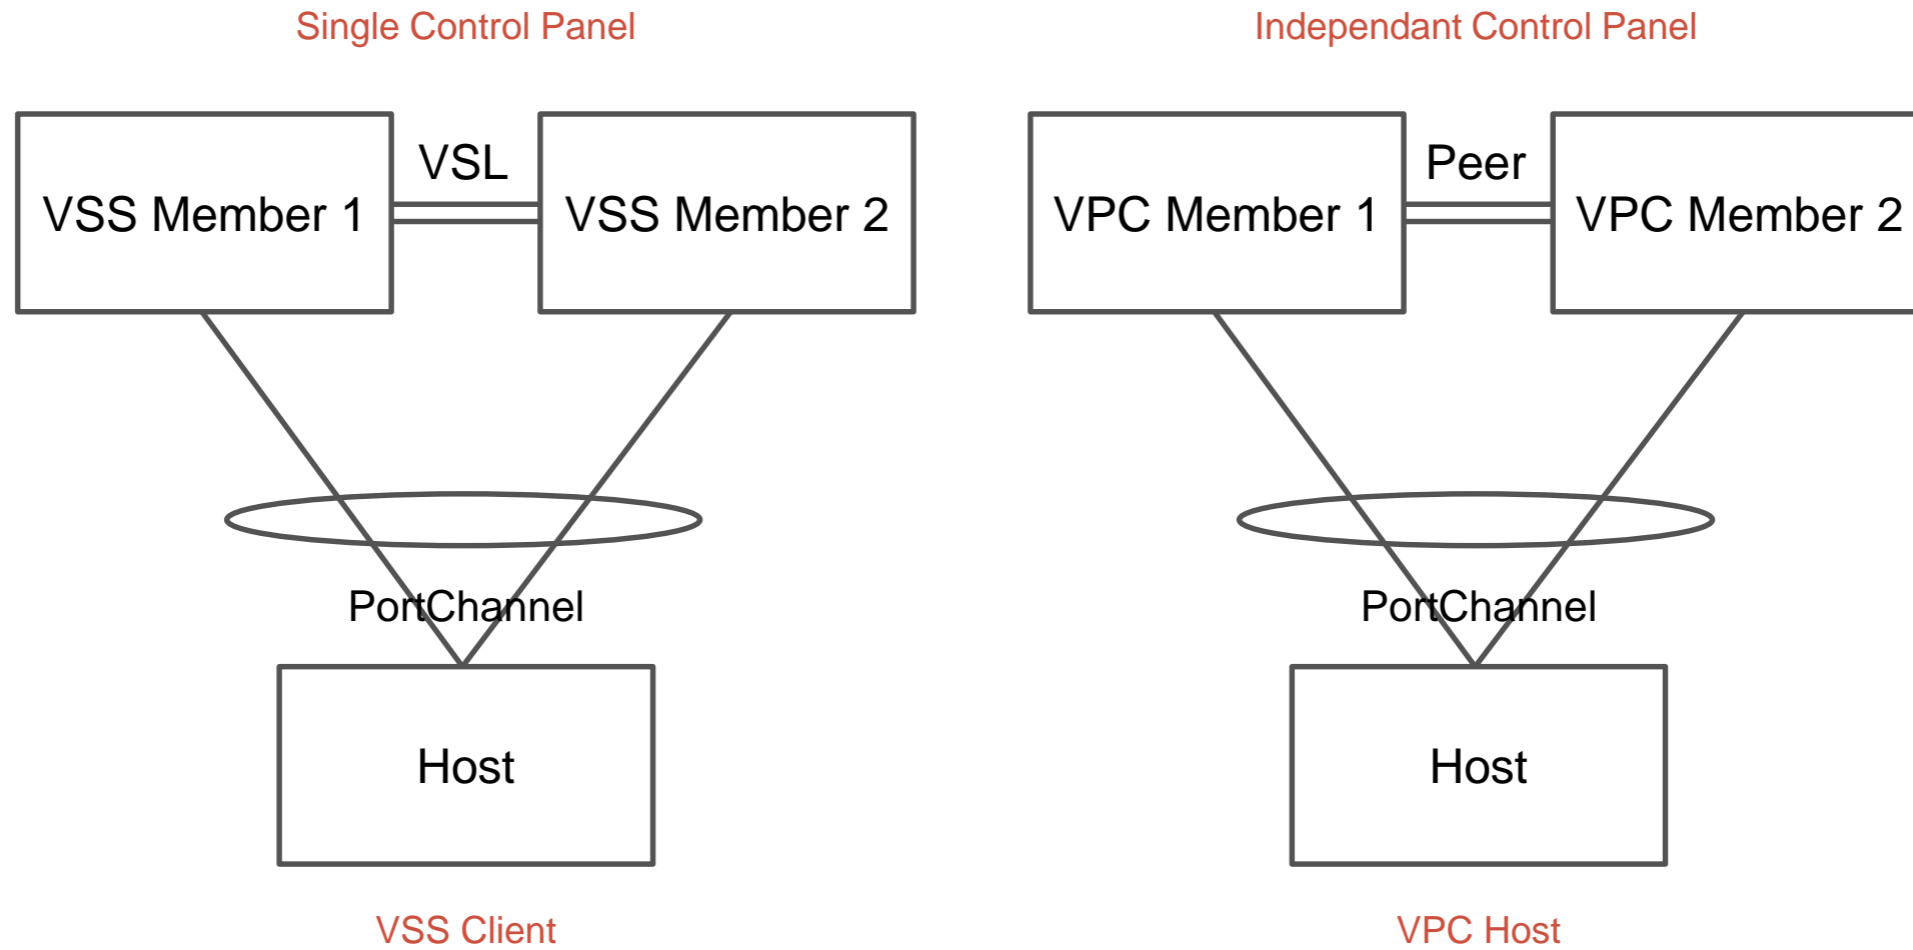 Single Control Panel
Independant Control Panel
VSL
Peer
VSS Member 1
VSS Member 2
VPC Member 1
VPC Member 2
PortChannel
PortChannel
Host
Host
VSS Client
VPC Host